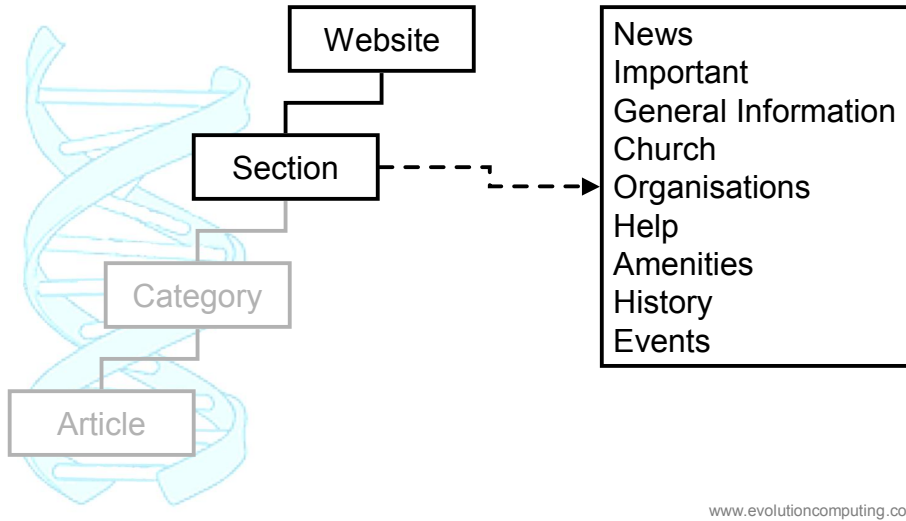 Website
Section
Category
Article
News
Important
General Information
Church
Organisations
Help
Amenities
History
Events
www.evolutioncomputing.co